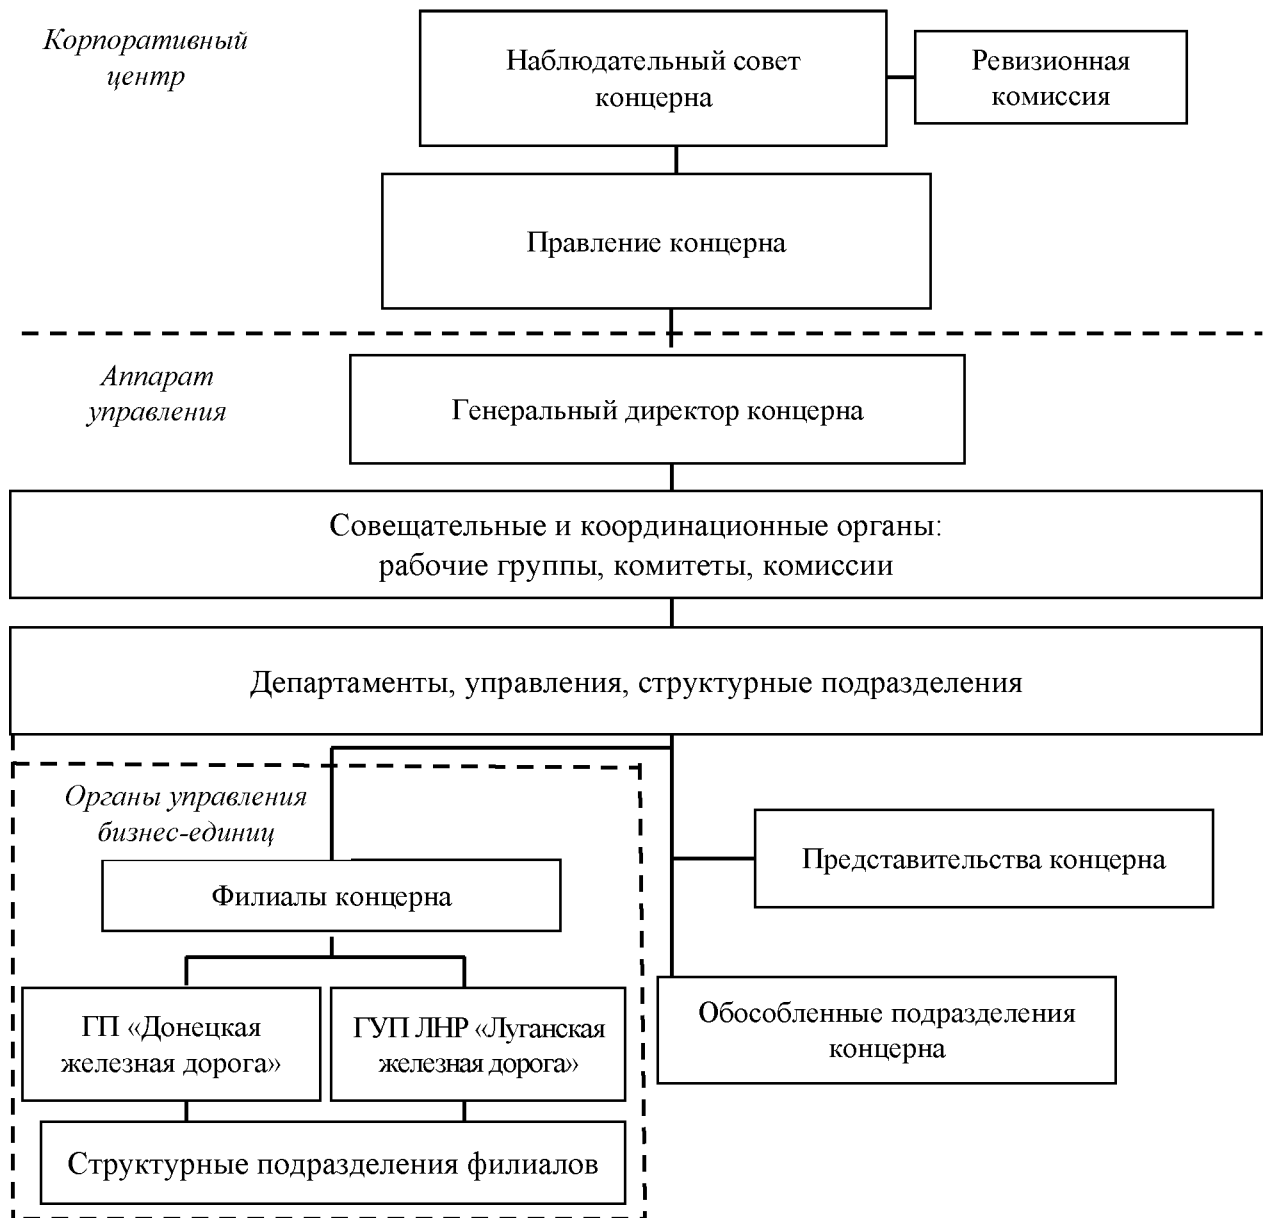 Корпоративный
центр
Наблюдательный совет
концерна
Ревизионная
комиссия
Правление концерна
Аппарат
управления
Генеральный директор концерна
Совещательные и координационные органы:
рабочие группы, комитеты, комиссии
Департаменты, управления, структурные подразделения
Органы управления
бизнес-единиц
Филиалы концерна
Представительства концерна
ГП «Донецкая
железная дорога»
ГУП ЛНР «Луганская
железная дорога»
Обособленные подразделения
концерна
Структурные подразделения филиалов